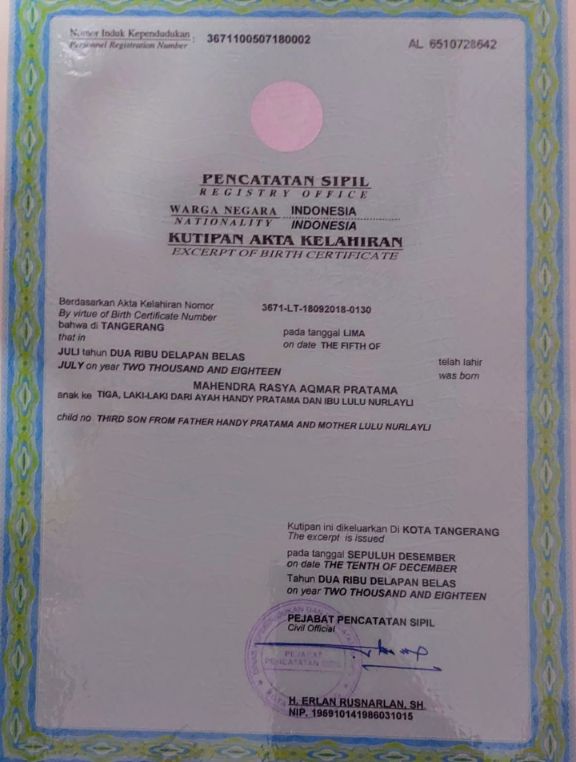 Nomor Induk Kependudukan : 3671100507180002
Personnel Registration Number
AL 6510728642
PENCATATAN SIPIL
REGISTRY OFFICE
WARGA NEGARA INDONESIA
NATIONALITY INDONESIA
KUTIPAN AKTA KELAHIRAN
EXCERPT OF BIRTH CERTIFICATE
Berdasarkan Akta Kelahiran Nomor 3671-LT-18092018-0130
By virtue of Birth Certificate Number
bahwa di TANGERANG pada tanggal LIMA
that in on date THE FIFTH OF
JULI tahun DUA RIBU DELAPAN BELAS telah lahir
JULY on year TWO THOUSAND AND EIGHTEEN was born
MAHENDRA RASYA AQMAR PRATAMA
anak ke TIGA, LAKI-LAKI DARI AYAH HANDY PRATAMA DAN IBU LULU NURLAYLI
child no THIRD SON FROM FATHER HANDY PRATAMA AND MOTHER LULU NURLAYLI
Kutipan ini dikeluarkan Di KOTA TANGERANG
The excerpt is issued
pada tanggal SEPULUH DESEMBER
on date THE TENTH OF DECEMBER
Tahun DUA RIBU DELAPAN BELAS
on year TWO THOUSAND AND EIGHTEEN
PEJABAT PENCATATAN SIPIL
Civil Official
PEJABAT
PENCATATAN SIPIL
H. ERLAN RUSNARLAN, SH
NIP. 196910141986031015